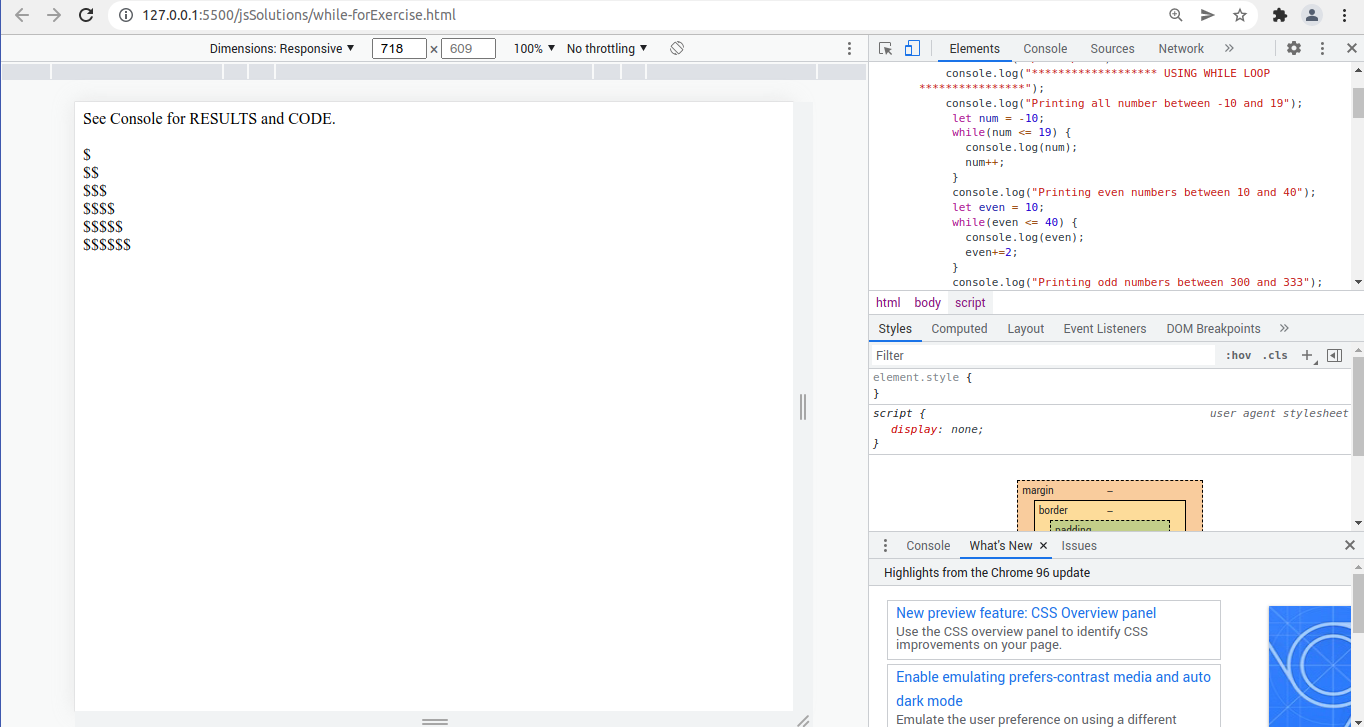 127.0.0.1:5500/jsSolutions/while-forExercise.html
Dimensions: Responsive ▼ 718 × 609 100% ▼ No throttling ▼
See Console for RESULTS and CODE.
$
$$
$$$
$$$$
$$$$$
$$$$$$
Elements Console Sources Network »
console.log("******************* USING WHILE LOOP
****************");
console.log("Printing all number between -10 and 19");
let num = -10;
while(num <= 19) {
console.log(num);
num++;
}
console.log("Printing even numbers between 10 and 40");
let even = 10;
while(even <= 40) {
console.log(even);
even+=2;
}
console.log("Printing odd numbers between 300 and 333");
html body script
Styles Computed Layout Event Listeners DOM Breakpoints »
Filter :hov .cls +
element.style {
}
script { user agent stylesheet
display: none;
}
margin –
border –
padding
Console What's New × Issues
Highlights from the Chrome 96 update
New preview feature: CSS Overview panel
Use the CSS overview panel to identify CSS
improvements on your page.
Enable emulating prefers-contrast media and auto
dark mode
Emulate the user preference on using a different